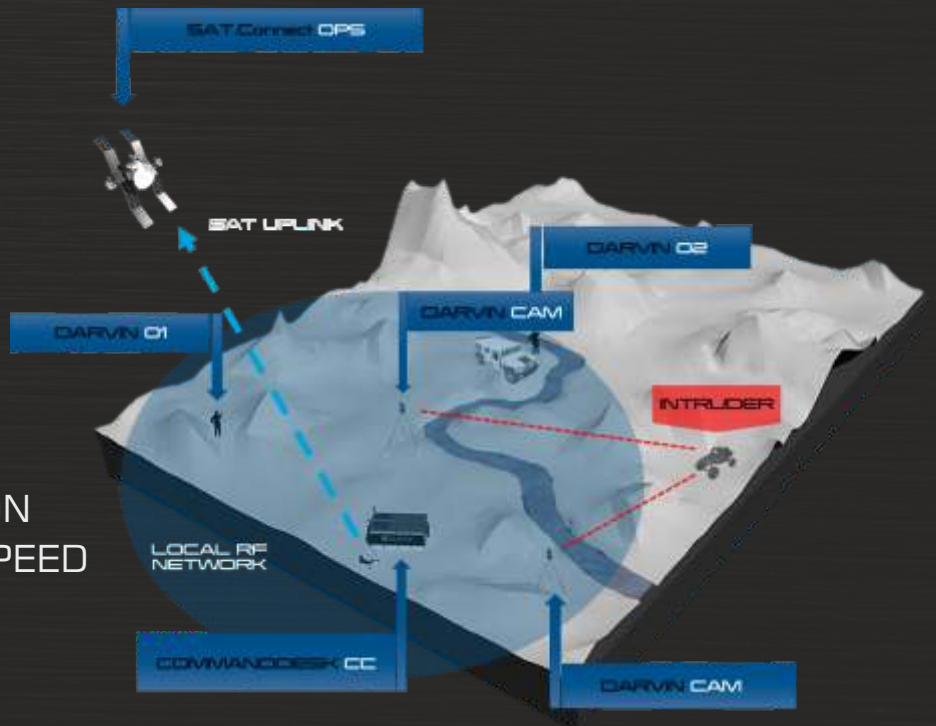 SAT.Connect OPS
SAT UPLINK
DARVIN 02
DARVIN CAM
DARVIN 01
INTRUDER
LOCAL RF
NETWORK
COMMANDDESK CC
DARVIN CAM
N
PEED